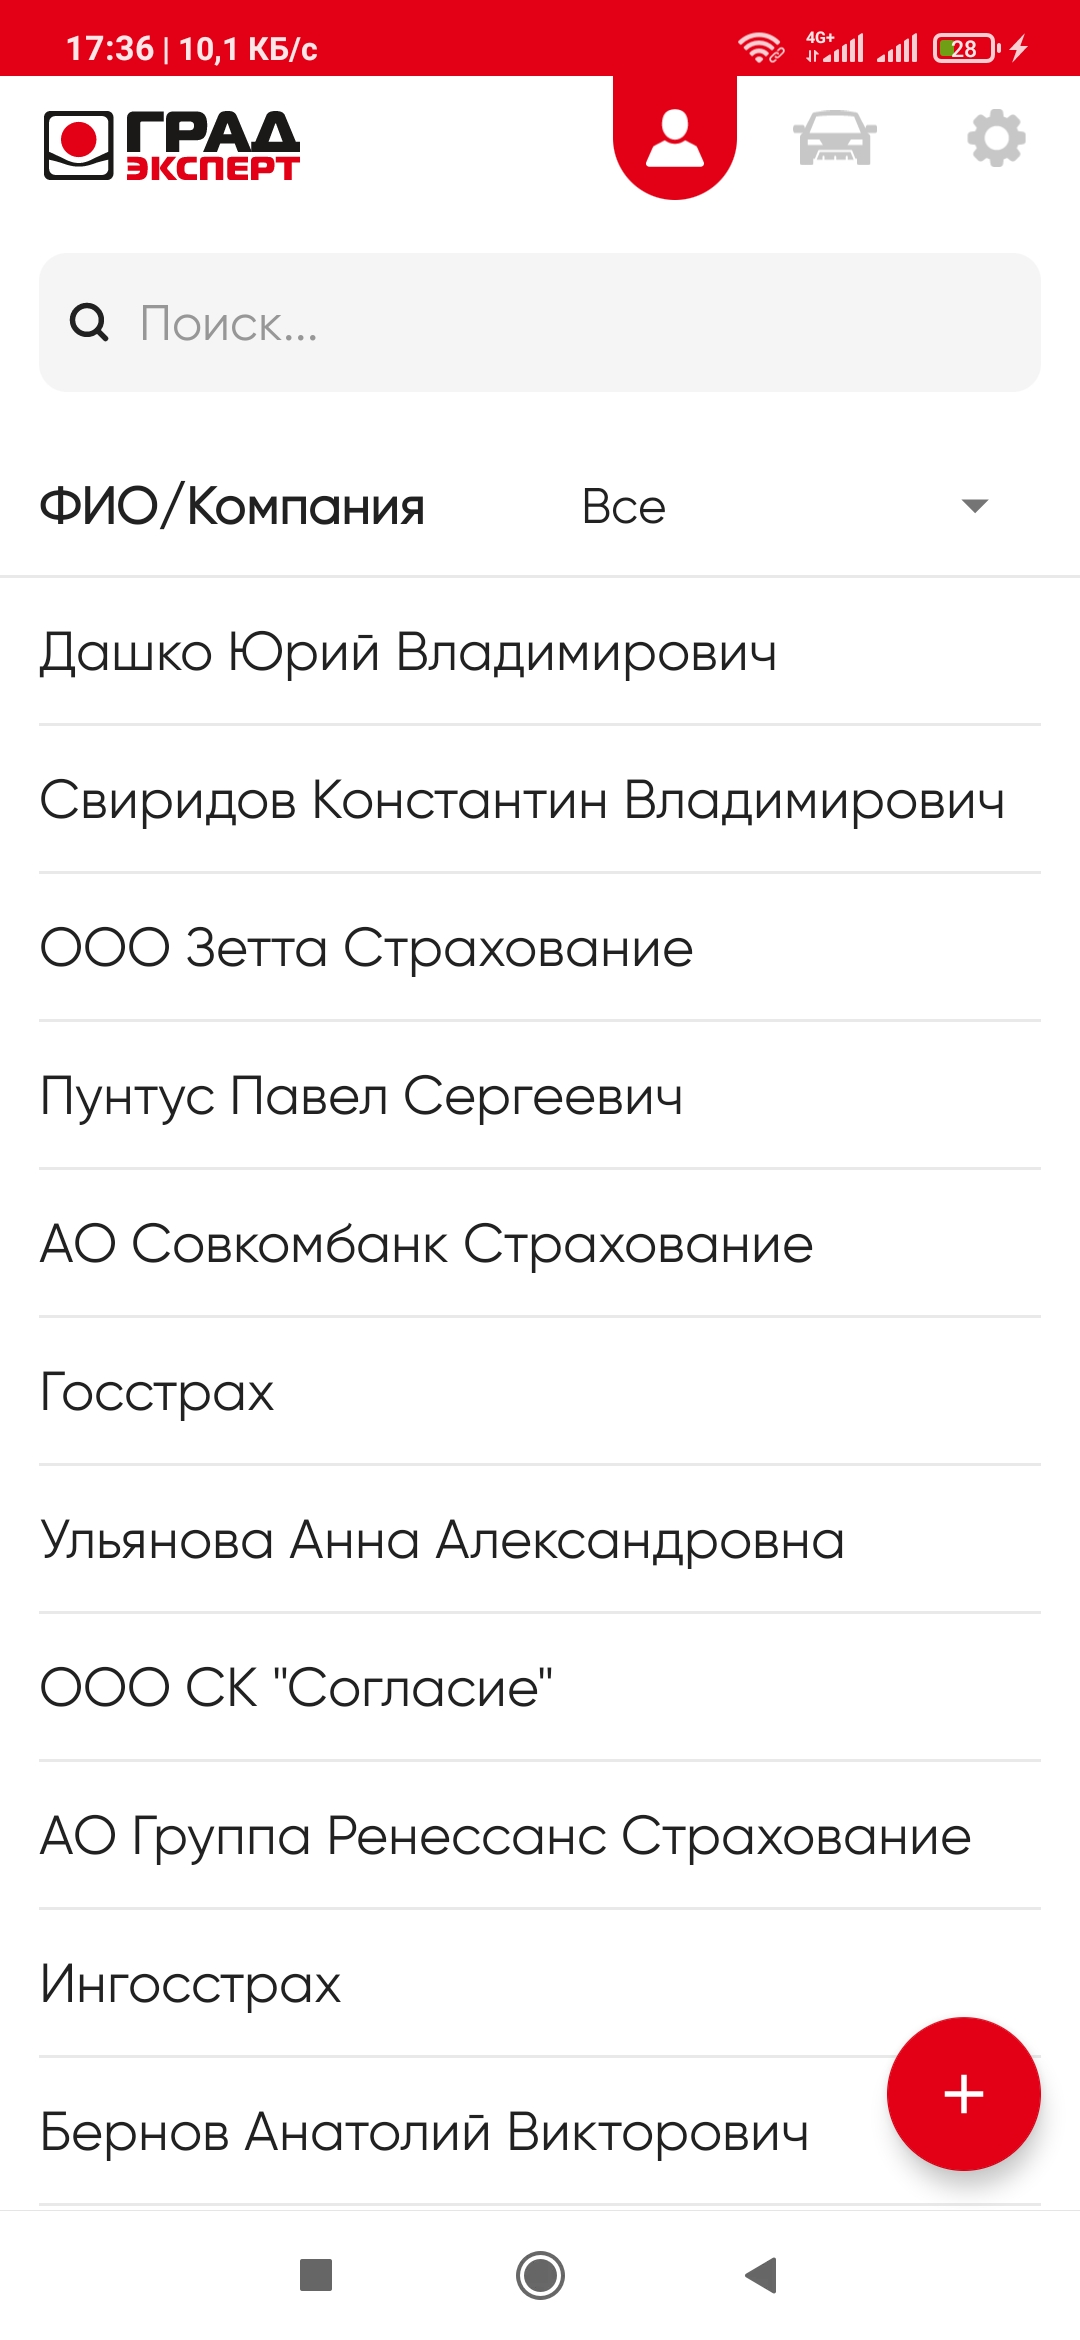 17:36 | 10,1 КБ/с
4G+
28
ГРАД
ЭКСПЕРТ
Поиск...
ФИО/Компания Все
Дашко Юрий Владимирович
Свиридов Константин Владимирович
ООО Зетта Страхование
Пунтус Павел Сергеевич
АО Совкомбанк Страхование
Госстрах
Ульянова Анна Александровна
ООО СК "Согласие"
АО Группа Ренессанс Страхование
Ингосстрах
Бернов Анатолий Викторович